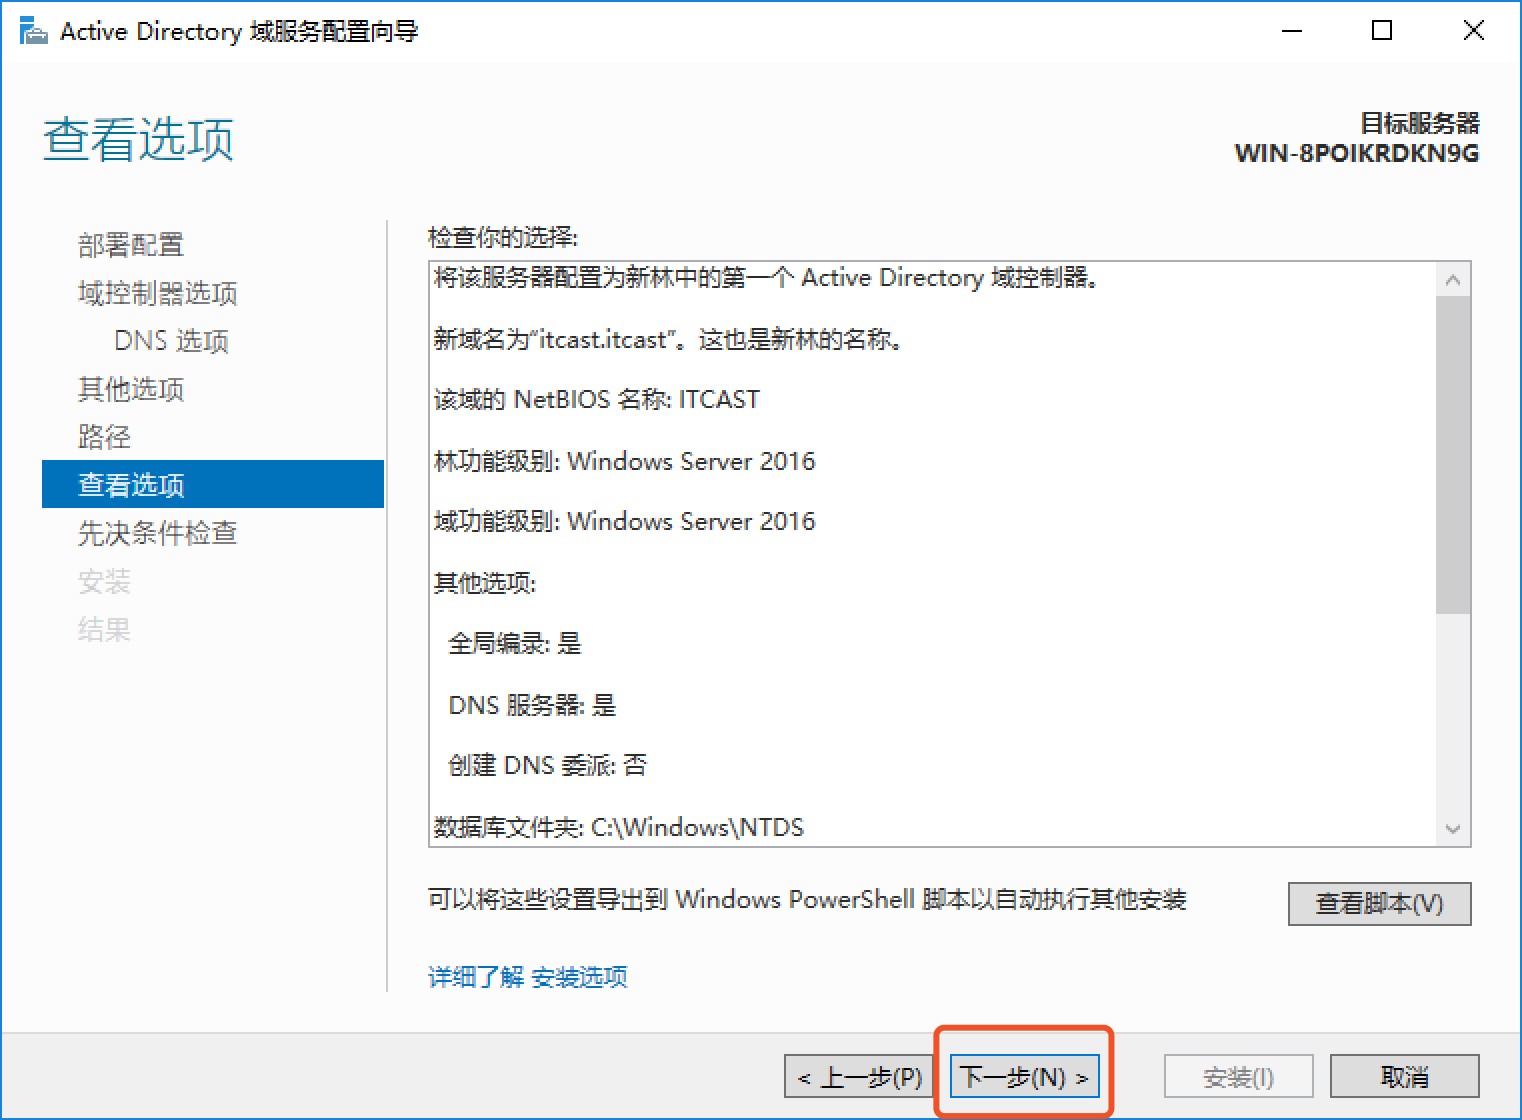 Active Directory 域服务配置向导
查看选项
目标服务器
WIN-8POIKRDKN9G
部署配置
域控制器选项
DNS 选项
其他选项
路径
查看选项
先决条件检查
安装
结果
检查你的选择:
将该服务器配置为新林中的第一个 Active Directory 域控制器。
新域名为“itcast.itcast”。这也是新林的名称。
该域的 NetBIOS 名称: ITCAST
林功能级别: Windows Server 2016
域功能级别: Windows Server 2016
其他选项:
全局编录: 是
DNS 服务器: 是
创建 DNS 委派: 否
数据库文件夹: C:\Windows\NTDS
可以将这些设置导出到 Windows PowerShell 脚本以自动执行其他安装
查看脚本(V)
详细了解 安装选项
< 上一步(P)
下一步(N) >
安装(I)
取消